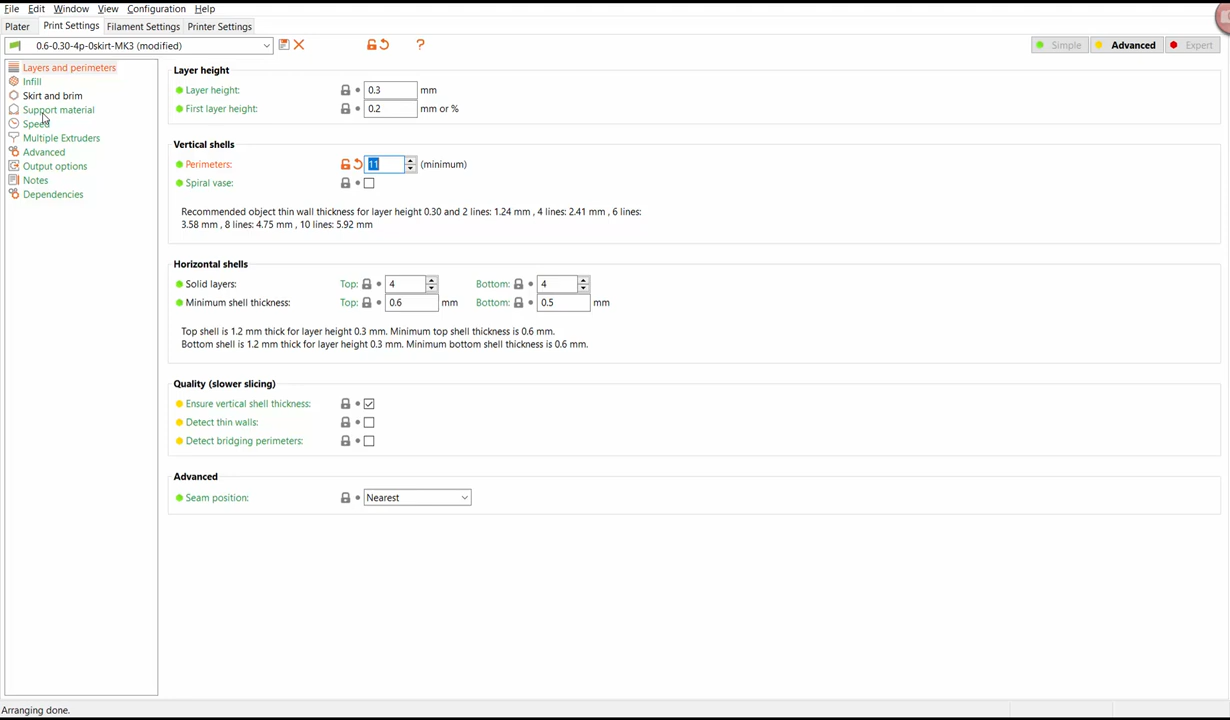 File Edit Window View Configuration Help
Plater Print Settings Filament Settings Printer Settings
0.6-0.30-4p-0skirt-MK3 (modified) ? Simple Advanced Expert
Layers and perimeters
Infill
Skirt and brim
Support material
Speed
Multiple Extruders
Advanced
Output options
Notes
Dependencies
Layer height
Layer height: 0.3 mm
First layer height: 0.2 mm or %
Vertical shells
Perimeters: 11 (minimum)
Spiral vase:
Recommended object thin wall thickness for layer height 0.30 and 2 lines: 1.24 mm , 4 lines: 2.41 mm , 6 lines:
3.58 mm , 8 lines: 4.75 mm , 10 lines: 5.92 mm
Horizontal shells
Solid layers: Top: 4 Bottom: 4
Minimum shell thickness: Top: 0.6 mm Bottom: 0.5 mm
Top shell is 1.2 mm thick for layer height 0.3 mm. Minimum top shell thickness is 0.6 mm.
Bottom shell is 1.2 mm thick for layer height 0.3 mm. Minimum bottom shell thickness is 0.6 mm.
Quality (slower slicing)
Ensure vertical shell thickness:
Detect thin walls:
Detect bridging perimeters:
Advanced
Seam position: Nearest
Arranging done.